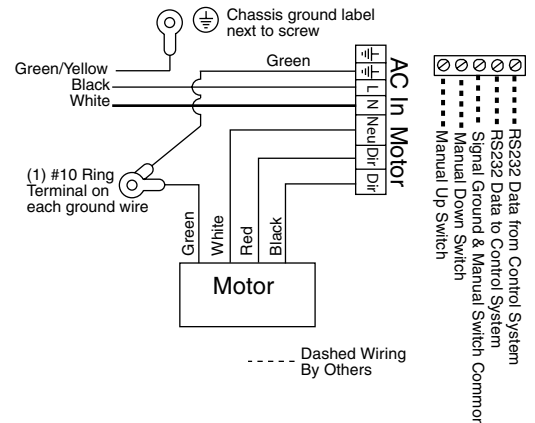 Chassis ground label
next to screw
Green/Yellow
Black
White
Green
L
N
Neu
Dir
Dir
AC In Motor
(1) #10 Ring
Terminal on
each ground wire
Green
White
Red
Black
Motor
Dashed Wiring
By Others
RS232 Data from Control System
RS232 Data to Control System
Signal Ground & Manual Switch Common
Manual Down Switch
Manual Up Switch